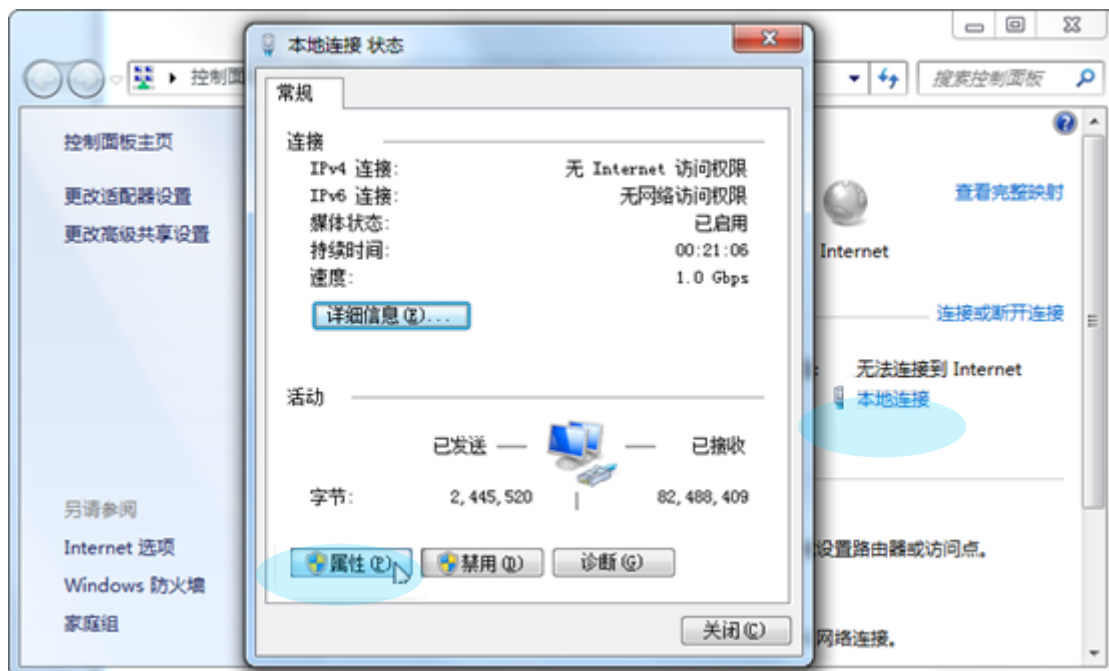 本地连接 状态
控制面
搜索控制面板
常规
控制面板主页
更改适配器设置
更改高级共享设置
连接
IPv4 连接: 无 Internet 访问权限
IPv6 连接: 无网络访问权限
媒体状态: 已启用
持续时间: 00:21:06
速度: 1.0 Gbps
详细信息(E)...
查看完整映射
Internet
连接或断开连接
无法连接到 Internet
本地连接
活动
已发送 — — 已接收
字节: 2,445,520 | 82,488,409
属性(P) 禁用(D) 诊断(G)
关闭(C)
另请参阅
Internet 选项
Windows 防火墙
家庭组
设置路由器或访问点。
网络连接。